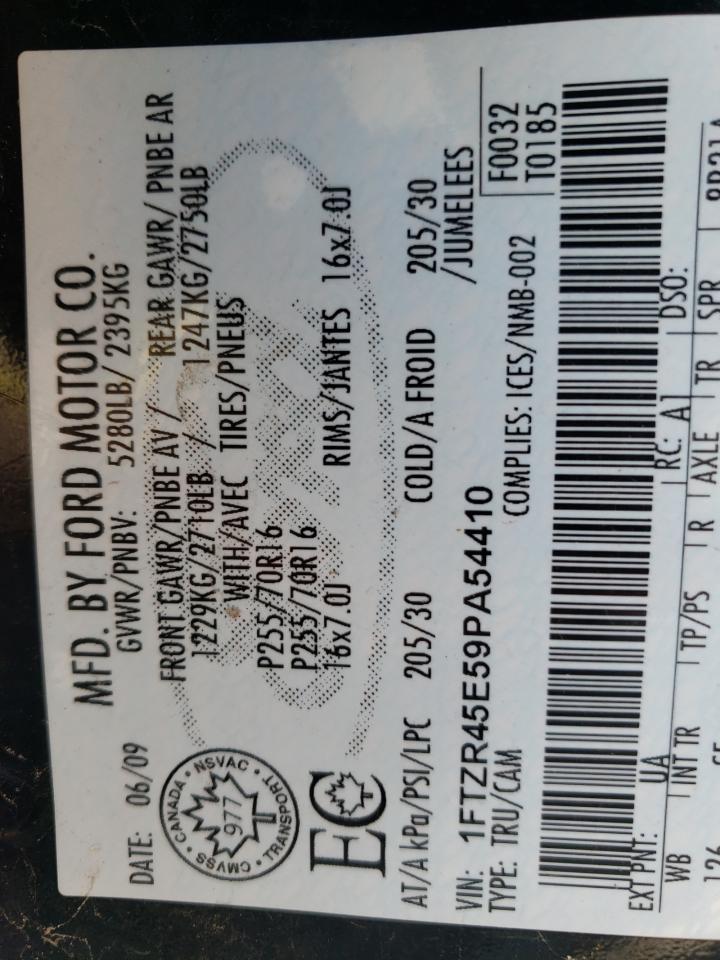 MFD. BY FORD MOTOR CO.
DATE: 06/09
GVWR/PNBV: 5280LB/ 2395KG
FRONT GAWR/PNBE AV / REAR GAWR/ PNBE AR
1229KG/2710LB / 1247KG/2750LB
WITH/AVEC TIRES/PNEUS
P255/70R16
P255/70R16
16x7.0J RIMS/JANTES 16x7.0J
CANADA • NSVAC • TRANSPORT • CMVSS
977
EC
AT/A kPa/PSI/LPC 205/30 COLD/A FROID 205/30
/JUMELEES
VIN: 1FTZR45E59PA54410
TYPE: TRU/CAM
COMPLIES: ICES/NMB-002
F0032
T0185
EXT PNT: UA RC: A1 DSO:
WB INT TR TP/PS R AXLE TR SPR
126